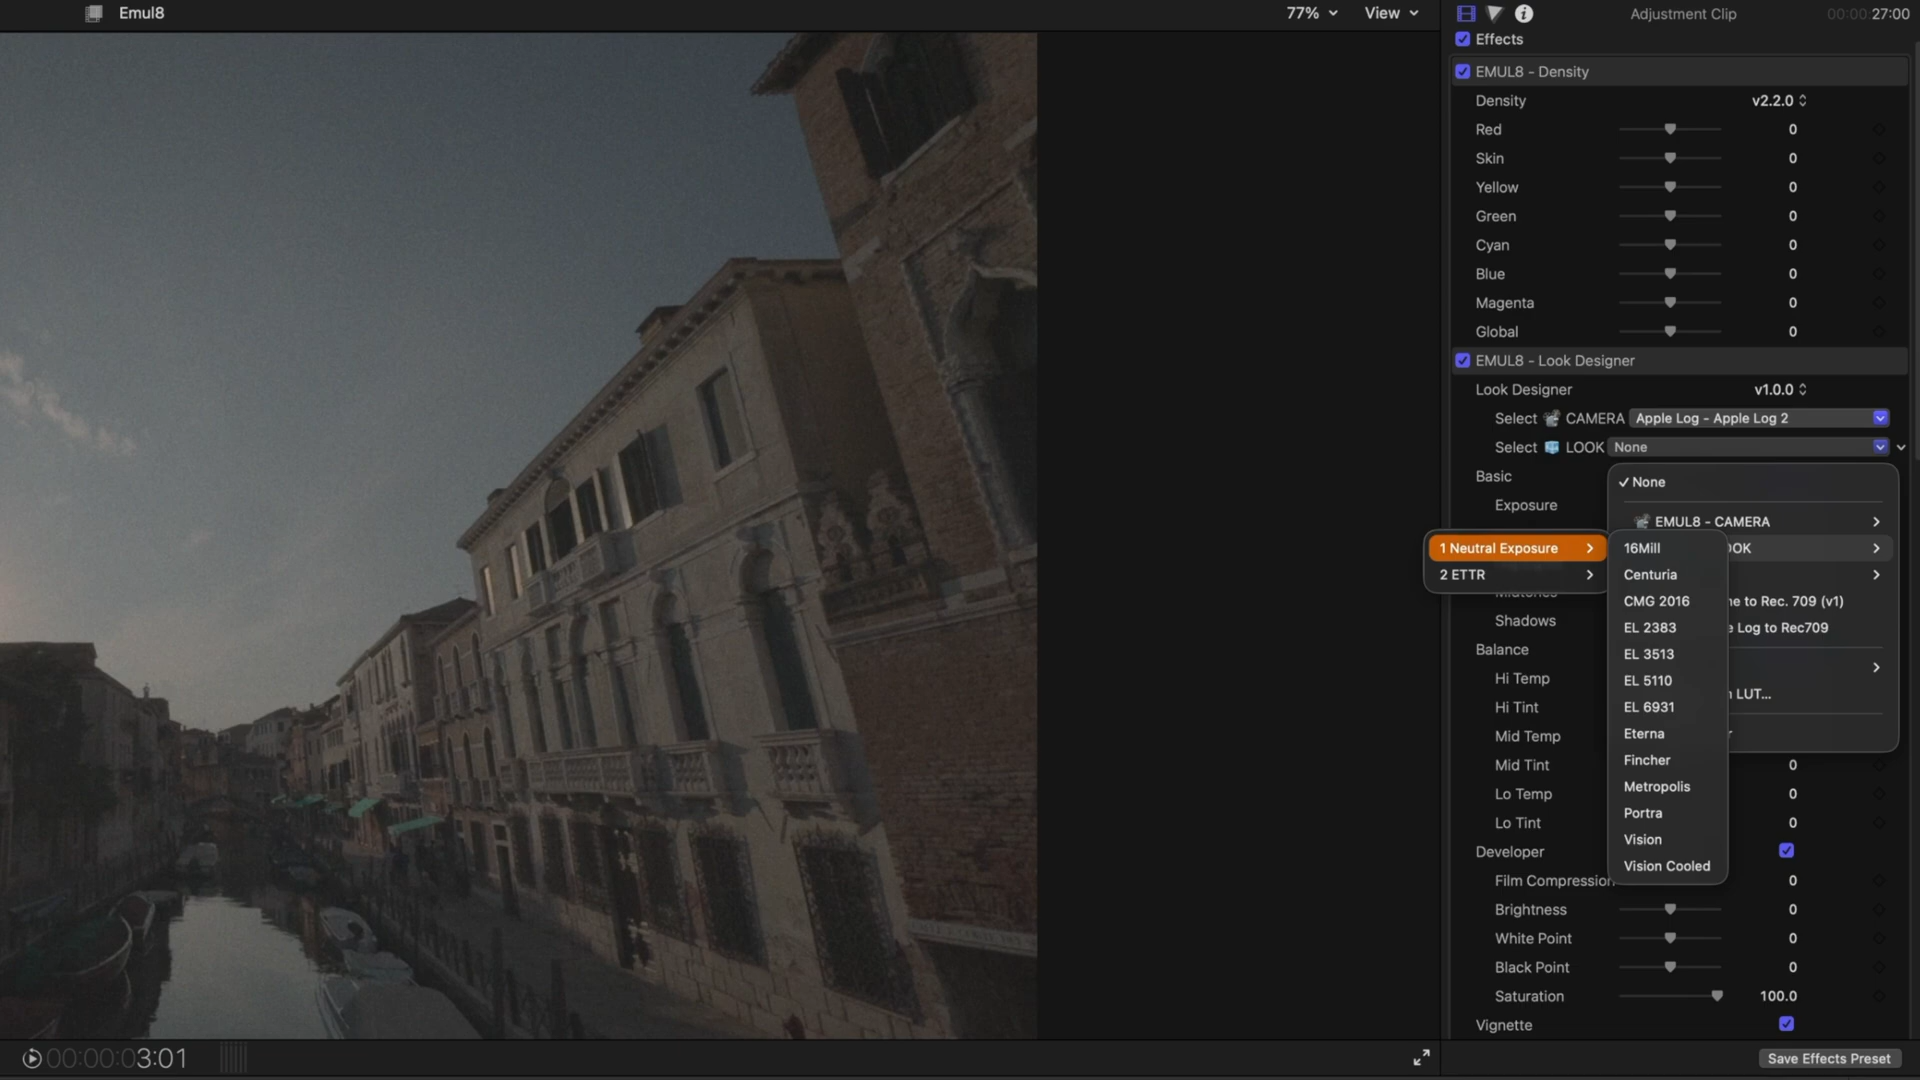 Emul8
77%
View
Adjustment Clip
00:00:27:00
Effects
EMUL8 - Density
Density
v2.2.0
Red
0
Skin
0
Yellow
0
Green
0
Cyan
0
Blue
0
Magenta
0
Global
0
EMUL8 - Look Designer
Look Designer
v1.0.0
Select CAMERA
Apple Log - Apple Log 2
Select LOOK
None
Basic
None
Exposure
EMUL8 - CAMERA
1 Neutral Exposure
16Mill
OOK
2 ETTR
Centuria
CMG 2016
to Rec. 709 (v1)
Shadows
EL 2383
Log to Rec709
Balance
EL 3513
Hi Temp
EL 5110
LUT...
Hi Tint
EL 6931
Mid Temp
Eterna
Mid Tint
Fincher
0
Lo Temp
Metropolis
0
Lo Tint
Portra
0
Developer
Vision
Vision Cooled
Film Compression
0
Brightness
0
White Point
0
Black Point
0
Saturation
100.0
Vignette
00:00:03:01
Save Effects Preset